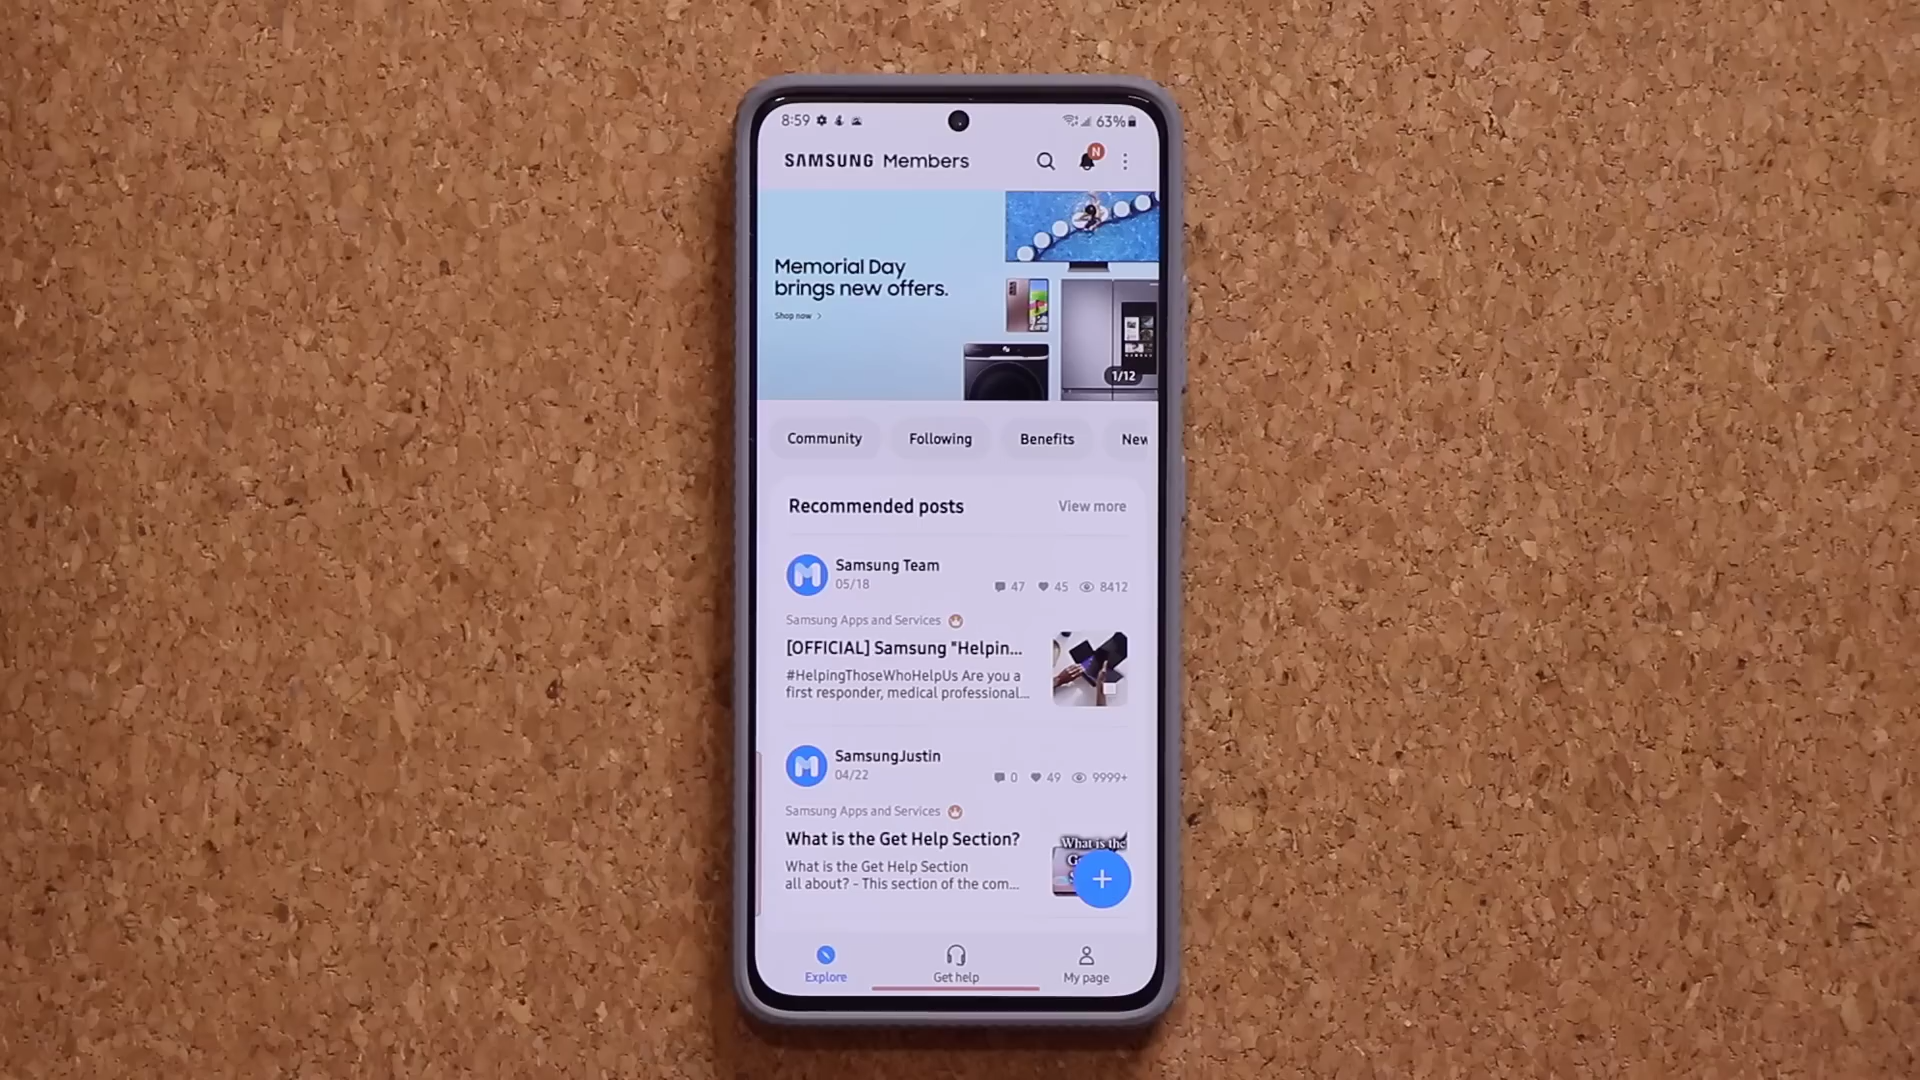 8:59
63%
SAMSUNG Members
N
Memorial Day
brings new offers.
Shop now >
1/12
Community
Following
Benefits
New
Recommended posts
View more
Samsung Team
05/18
47
45
8412
Samsung Apps and Services
[OFFICIAL] Samsung "Helpin...
#HelpingThoseWhoHelpUs Are you a
first responder, medical professional...
SamsungJustin
04/22
0
49
9999+
Samsung Apps and Services
What is the Get Help Section?
What is the Get Help Section
all about? - This section of the com...
What is the
+
Explore
Get help
My page